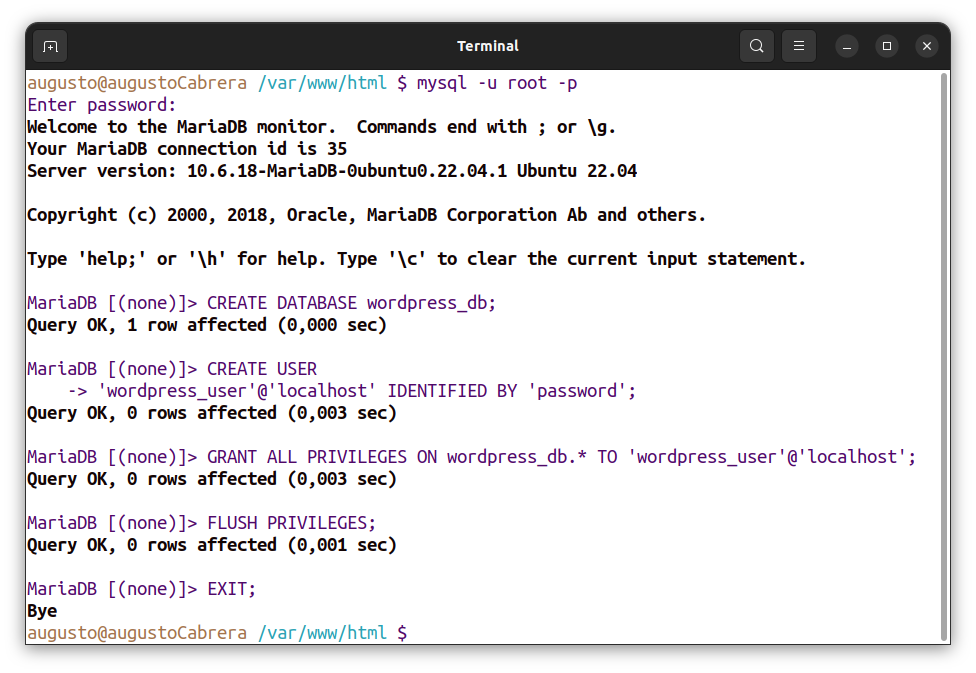 Terminal
augusto@augustoCabrera /var/www/html $ mysql -u root -p
Enter password:
Welcome to the MariaDB monitor.  Commands end with ; or \g.
Your MariaDB connection id is 35
Server version: 10.6.18-MariaDB-0ubuntu0.22.04.1 Ubuntu 22.04

Copyright (c) 2000, 2018, Oracle, MariaDB Corporation Ab and others.

Type 'help;' or '\h' for help. Type '\c' to clear the current input statement.

MariaDB [(none)]> CREATE DATABASE wordpress_db;
Query OK, 1 row affected (0,000 sec)

MariaDB [(none)]> CREATE USER
    -> 'wordpress_user'@'localhost' IDENTIFIED BY 'password';
Query OK, 0 rows affected (0,003 sec)

MariaDB [(none)]> GRANT ALL PRIVILEGES ON wordpress_db.* TO 'wordpress_user'@'localhost';
Query OK, 0 rows affected (0,003 sec)

MariaDB [(none)]> FLUSH PRIVILEGES;
Query OK, 0 rows affected (0,001 sec)

MariaDB [(none)]> EXIT;
Bye
augusto@augustoCabrera /var/www/html $